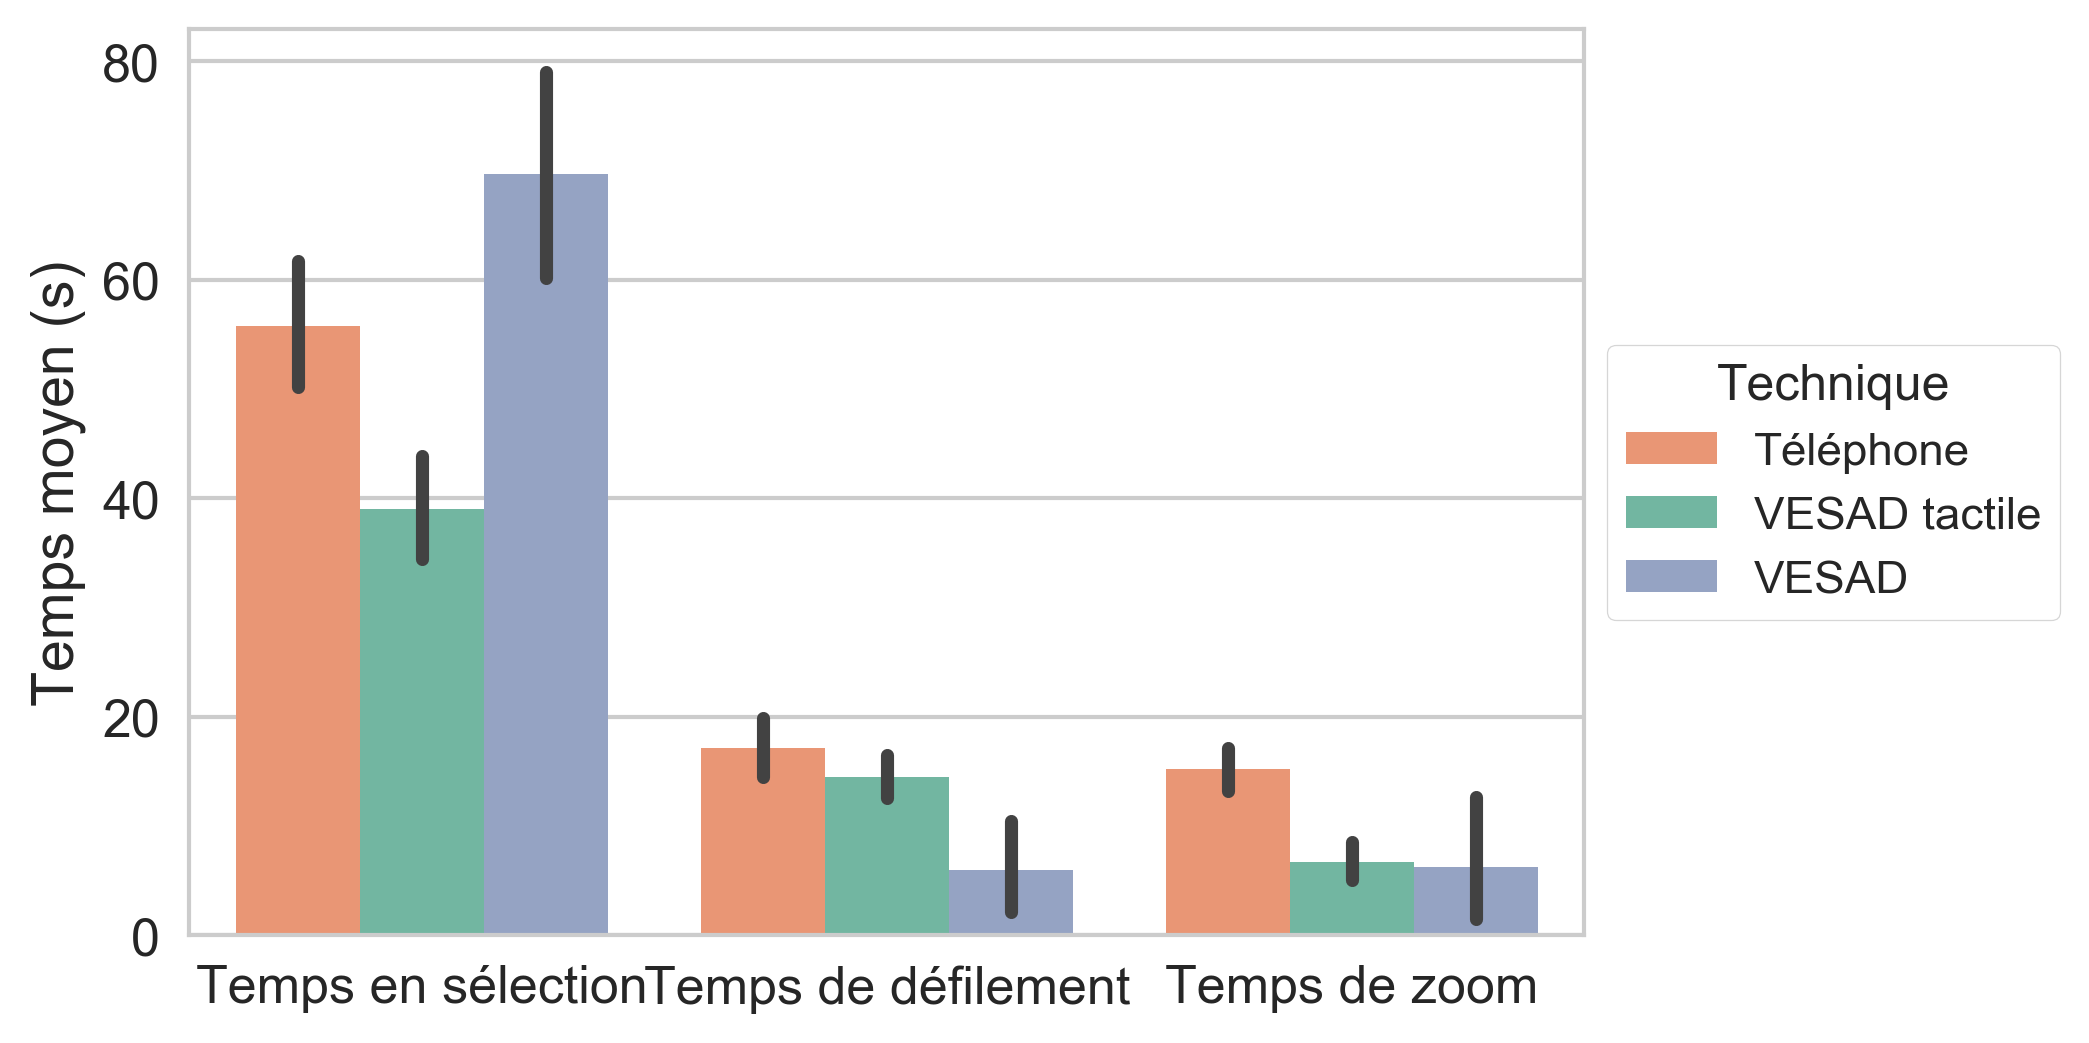 80
60
40
20
0
Temps moyen (s)
Temps en sélection
Temps de défilement
Temps de zoom
Technique
Téléphone
VESAD tactile
VESAD